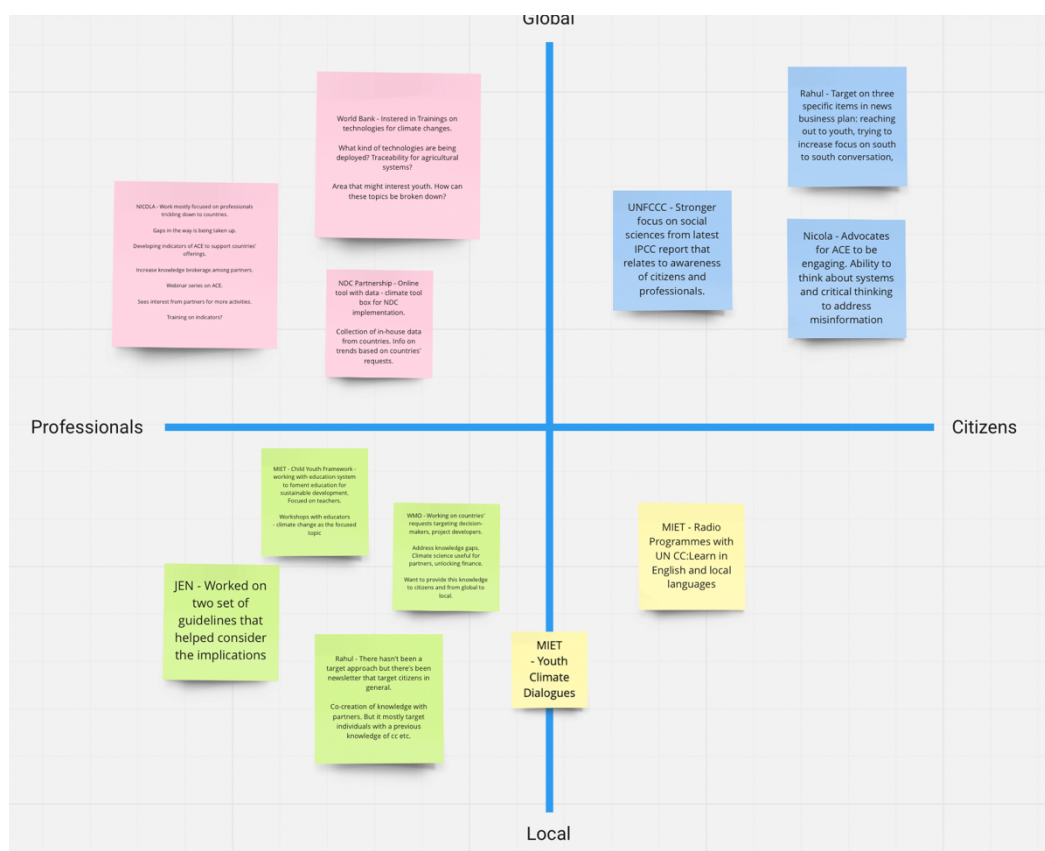 Global
World Bank - Instered in Trainings on
technologies for climate changes.
What kind of technologies are being
deployed? Traceability for agricultural
systems?
Area that might interest youth. How can
these topics be broken down?
Rahul - Target on three
specific items in news
business plan: reaching
out to youth, trying to
increase focus on south
to south conversation,
NICOLA - Work mostly focused on professionals
trickling down to countries.
Gaps in the way is being taken up.
Developing indicators of ACE to support countries'
offerings.
Increase knowledge brokerage among partners.
Webinar series on ACE.
Sees interest from partners for more activities.
Training on indicators?
UNFCCC - Stronger
focus on social
sciences from latest
IPCC report that
relates to awareness
of citizens and
professionals.
Nicola - Advocates
for ACE to be
engaging. Ability to
think about systems
and critical thinking
to address
misinformation
NDC Partnership - Online
tool with data - climate tool
box for NDC
implementation.
Collection of in-house data
from countries. Info on
trends based on countries'
requests.
Professionals
Citizens
MIET - Child Youth Framework -
working with education system
to foment education for
sustainable development.
Focused on teachers.
Workshops with educators
- climate change as the focused
topic
WMO - Working on countries'
requests targeting decision-
makers, project developers.
Address knowledge gaps.
Climate science useful for
partners, unlocking finance.
Want to provide this knowledge
to citizens and from global to
local.
MIET - Radio
Programmes with
UN CC:Learn in
English and local
languages
JEN - Worked on
two set of
guidelines that
helped consider
the implications
Rahul - There hasn't been a
target approach but there's been
newsletter that target citizens in
general.
Co-creation of knowledge with
partners. But it mostly target
individuals with a previous
knowledge of cc etc.
MIET
- Youth
Climate
Dialogues
Local